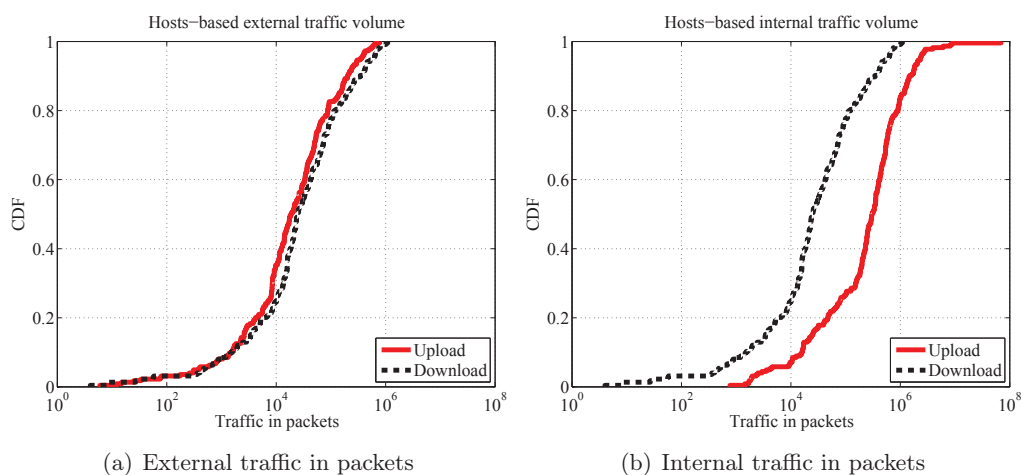 Hosts−based external traffic volume
1
0.8
0.6
0.4
0.2
0
CDF
10^0
10^2
10^4
10^6
10^8
Traffic in packets
Upload
Download
(a) External traffic in packets
Hosts−based internal traffic volume
1
0.8
0.6
0.4
0.2
0
CDF
10^0
10^2
10^4
10^6
10^8
Traffic in packets
Upload
Download
(b) Internal traffic in packets